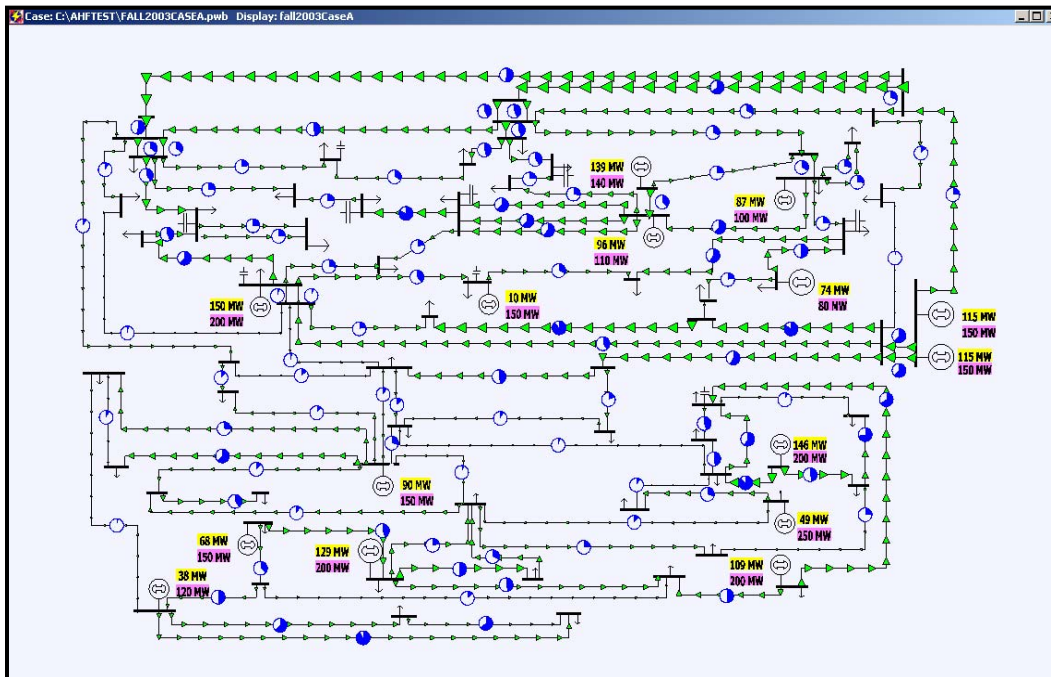 Case: C:\AHFTEST\FALL2003CASEA.pwb Display: fall2003CaseA
139 MW
140 MW
87 MW
100 MW
96 MW
110 MW
74 MW
80 MW
150 MW
200 MW
10 MW
150 MW
115 MW
150 MW
115 MW
150 MW
146 MW
200 MW
90 MW
150 MW
49 MW
250 MW
68 MW
150 MW
129 MW
200 MW
109 MW
200 MW
38 MW
120 MW